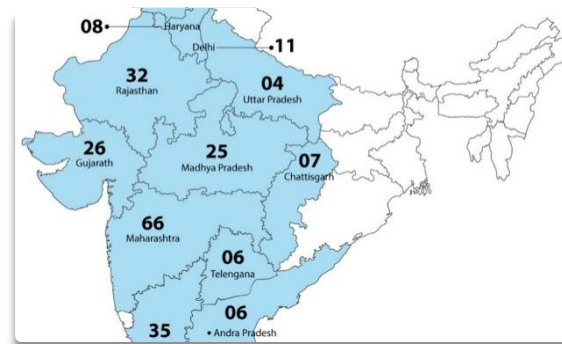 08
Haryana
Delhi
11
32
Rajasthan
04
Uttar Pradesh
26
Gujarath
25
Madhya Pradesh
07
Chattisgarh
66
Maharashtra
06
Telengana
35
06
Andra Pradesh